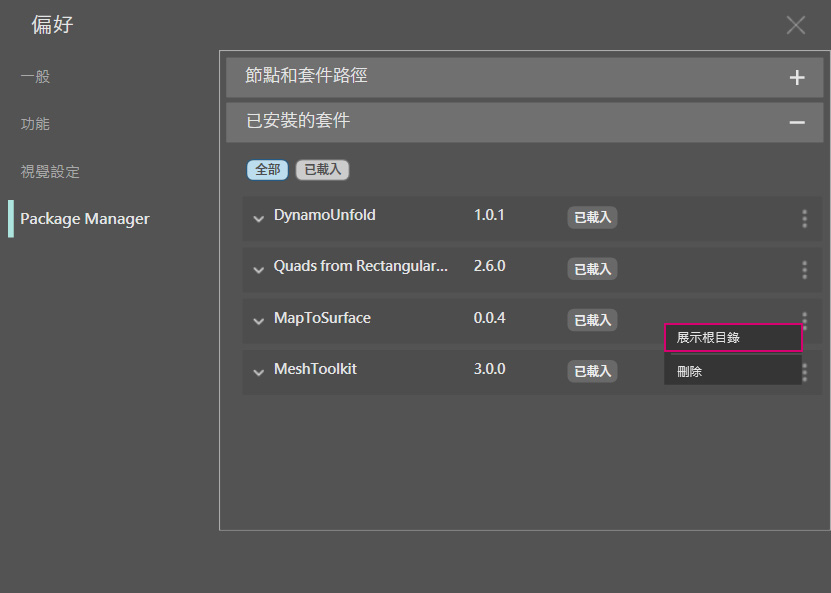 偏好
一般
功能
視覺設定
Package Manager
節點和套件路徑
已安裝的套件
全部 已載入
DynamoUnfold 1.0.1 已載入
Quads from Rectangular... 2.6.0 已載入
MapToSurface 0.0.4 已載入
展示根目錄
MeshToolkit 3.0.0 已載入
刪除